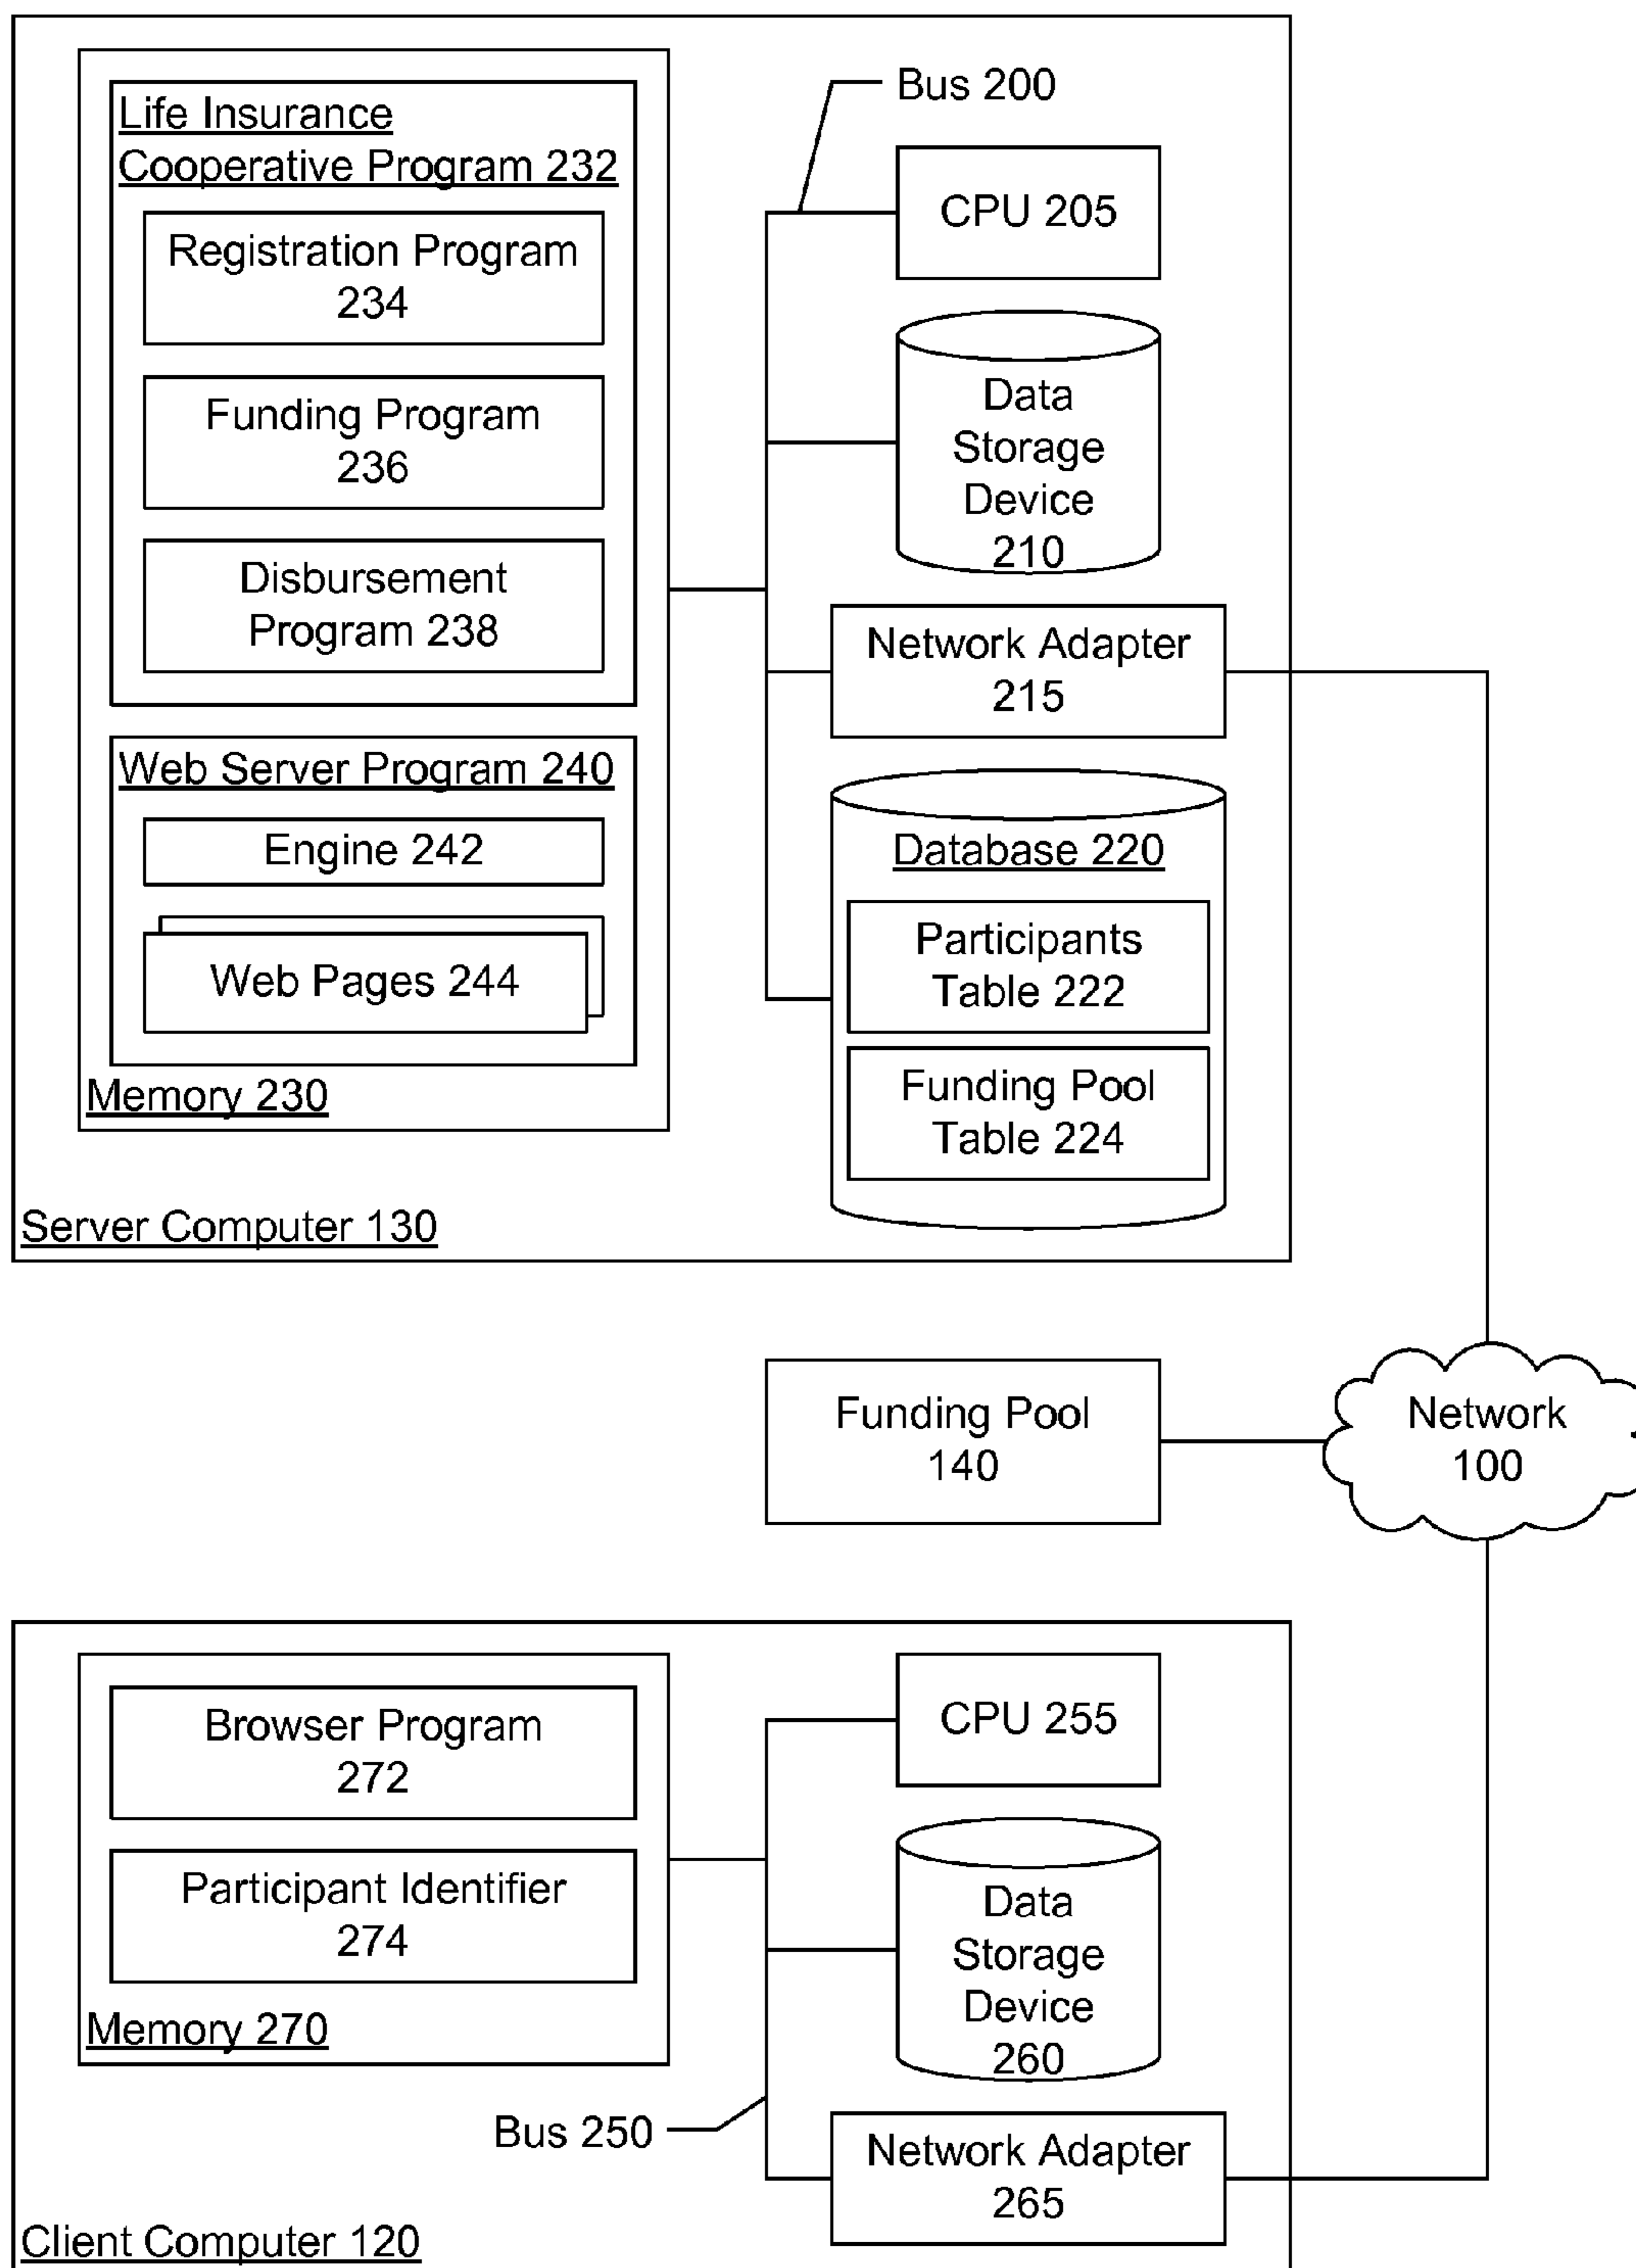 Bus 200
Life Insurance
Cooperative Program 232
Registration Program
234
Funding Program
236
Disbursement
Program 238
Web Server Program 240
Engine 242
Web Pages 244
Memory 230
CPU 205
Data
Storage
Device
210
Network Adapter
215
Database 220
Participants
Table 222
Funding Pool
Table 224
Server Computer 130
Funding Pool
140
Network
100
Browser Program
272
Participant Identifier
274
Memory 270
CPU 255
Data
Storage
Device
260
Bus 250
Network Adapter
265
Client Computer 120